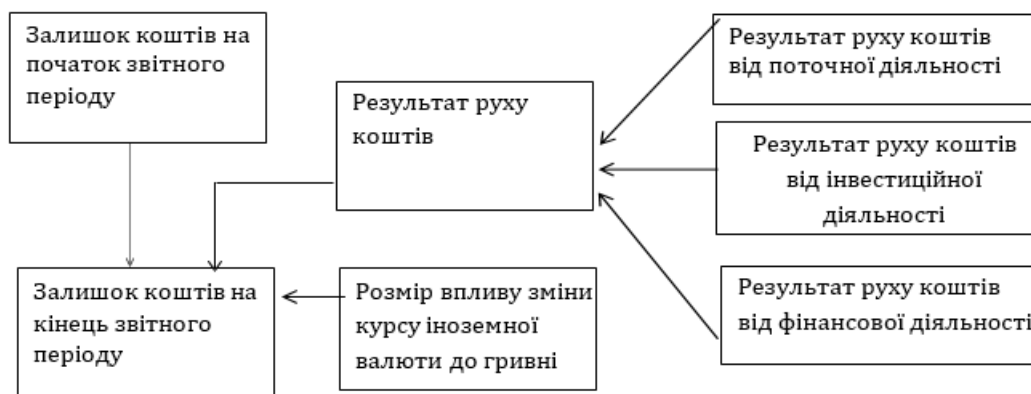 Залишок коштів на
початок звітного
періоду
Результат руху
коштів
Результат руху коштів
від поточної діяльності
Результат руху коштів
від інвестиційної
діяльності
Залишок коштів на
кінець звітного
періоду
Розмір впливу зміни
курсу іноземної
валюти до гривні
Результат руху коштів
від фінансової діяльності